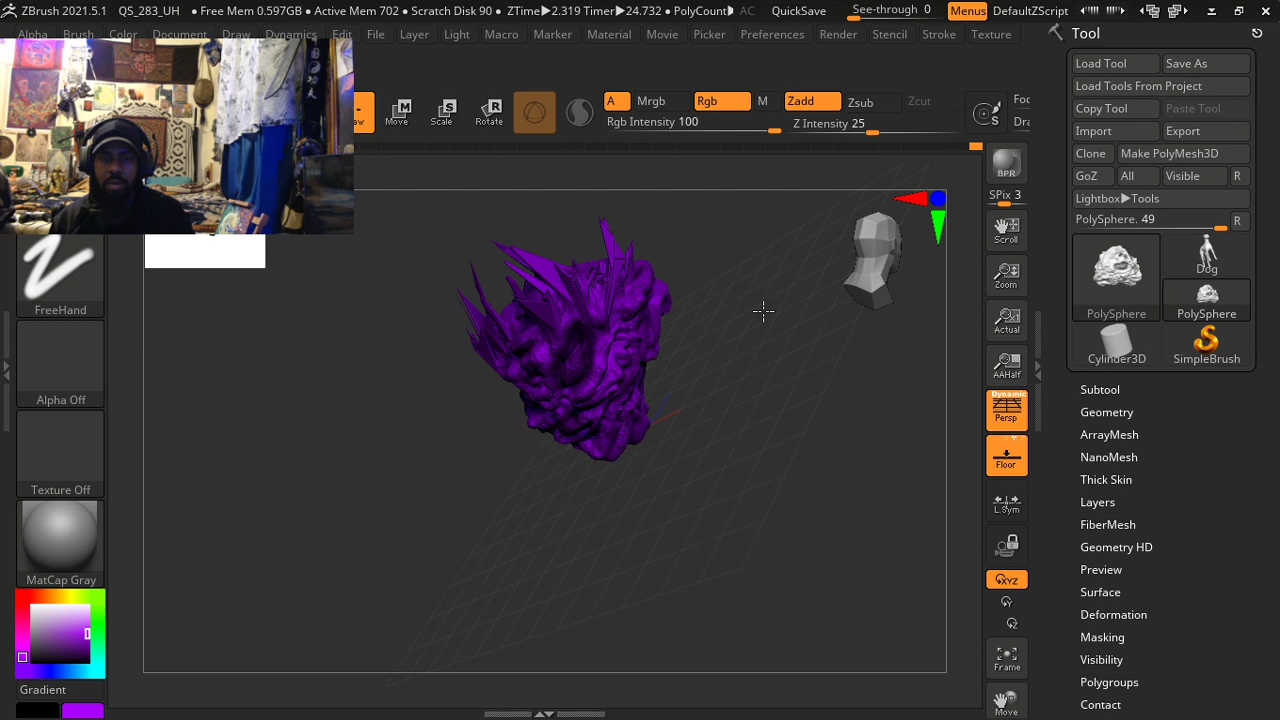 ZBrush 2021.5.1 QS_283_UH ● Free Mem 0.597GB ● Active Mem 702 ● Scratch Disk 90 ● ZTime▶2.319 Timer▶24.732 ● PolyCount▶ AC QuickSave See-through 0 Menus DefaultZScript
Alpha Brush Color Document Draw Dynamics Edit File Layer Light Macro Marker Material Movie Picker Preferences Render Stencil Stroke Texture
Tool
Load Tool Save As
Load Tools From Project
Copy Tool Paste Tool
Import Export
Clone Make PolyMesh3D
GoZ All Visible R
Lightbox▶Tools
PolySphere. 49 R
Dog
PolySphere PolySphere
Cylinder3D SimpleBrush
Subtool
Geometry
ArrayMesh
NanoMesh
Thick Skin
Layers
FiberMesh
Geometry HD
Preview
Surface
Deformation
Masking
Visibility
Polygroups
Contact
Move Scale Rotate
A Mrgb Rgb M Zadd Zsub Zcut Foc
Rgb Intensity 100 Z Intensity 25 Dra
BPR
SPix 3
Scroll
Zoom
Actual
AAHalf
Dynamic
Persp
Floor
L.Sym
XYZ
Frame
Move
FreeHand
Alpha Off
Texture Off
MatCap Gray
Gradient